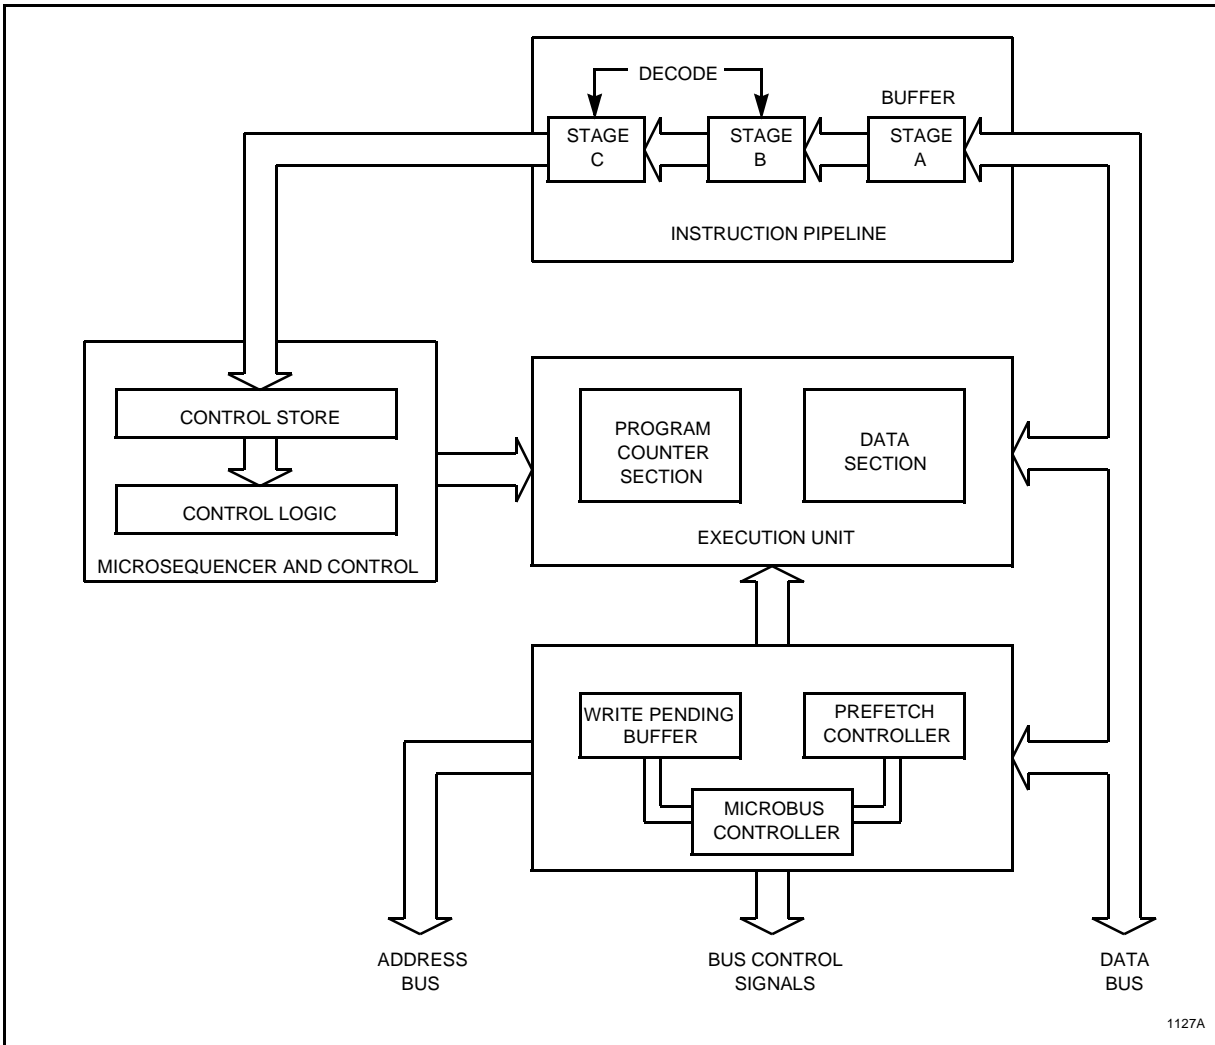 DECODE
BUFFER
STAGE
C
STAGE
B
STAGE
A
INSTRUCTION PIPELINE
CONTROL STORE
CONTROL LOGIC
MICROSEQUENCER AND CONTROL
PROGRAM
COUNTER
SECTION
DATA
SECTION
EXECUTION UNIT
WRITE PENDING
BUFFER
PREFETCH
CONTROLLER
MICROBUS
CONTROLLER
ADDRESS
BUS
BUS CONTROL
SIGNALS
DATA
BUS
1127A